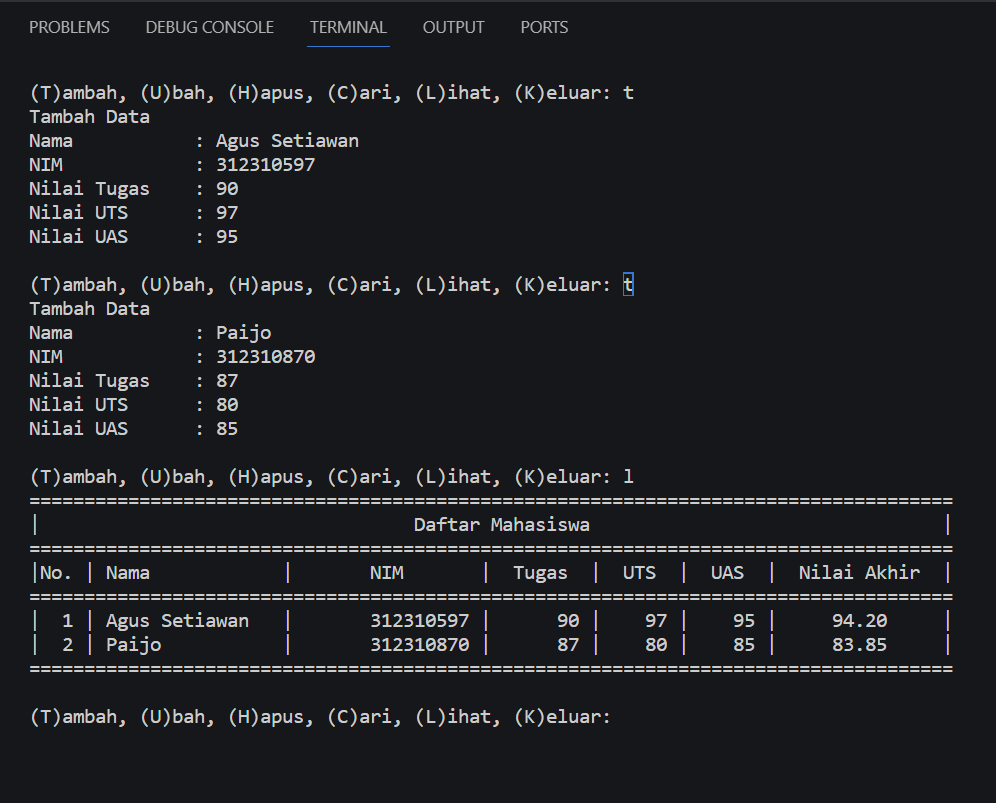 PROBLEMS DEBUG CONSOLE TERMINAL OUTPUT PORTS
(T)ambah, (U)bah, (H)apus, (C)ari, (L)ihat, (K)eluar: t
Tambah Data
Nama : Agus Setiawan
NIM : 312310597
Nilai Tugas : 90
Nilai UTS : 97
Nilai UAS : 95
(T)ambah, (U)bah, (H)apus, (C)ari, (L)ihat, (K)eluar: t
Tambah Data
Nama : Paijo
NIM : 312310870
Nilai Tugas : 87
Nilai UTS : 80
Nilai UAS : 85
(T)ambah, (U)bah, (H)apus, (C)ari, (L)ihat, (K)eluar: l
====================================================================================
| Daftar Mahasiswa |
====================================================================================
|No. | Nama | NIM | Tugas | UTS | UAS | Nilai Akhir |
====================================================================================
| 1 | Agus Setiawan | 312310597 | 90 | 97 | 95 | 94.20 |
| 2 | Paijo | 312310870 | 87 | 80 | 85 | 83.85 |
====================================================================================
(T)ambah, (U)bah, (H)apus, (C)ari, (L)ihat, (K)eluar: